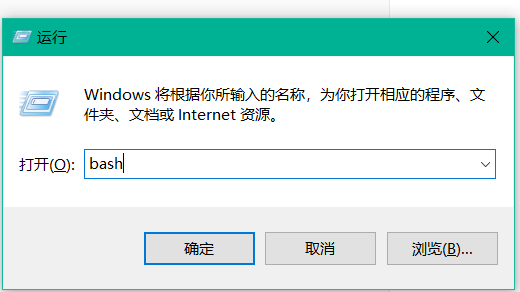 运行
Windows 将根据你所输入的名称，为你打开相应的程序、文
件夹、文档或 Internet 资源。
打开(O): bash
确定 取消 浏览(B)...